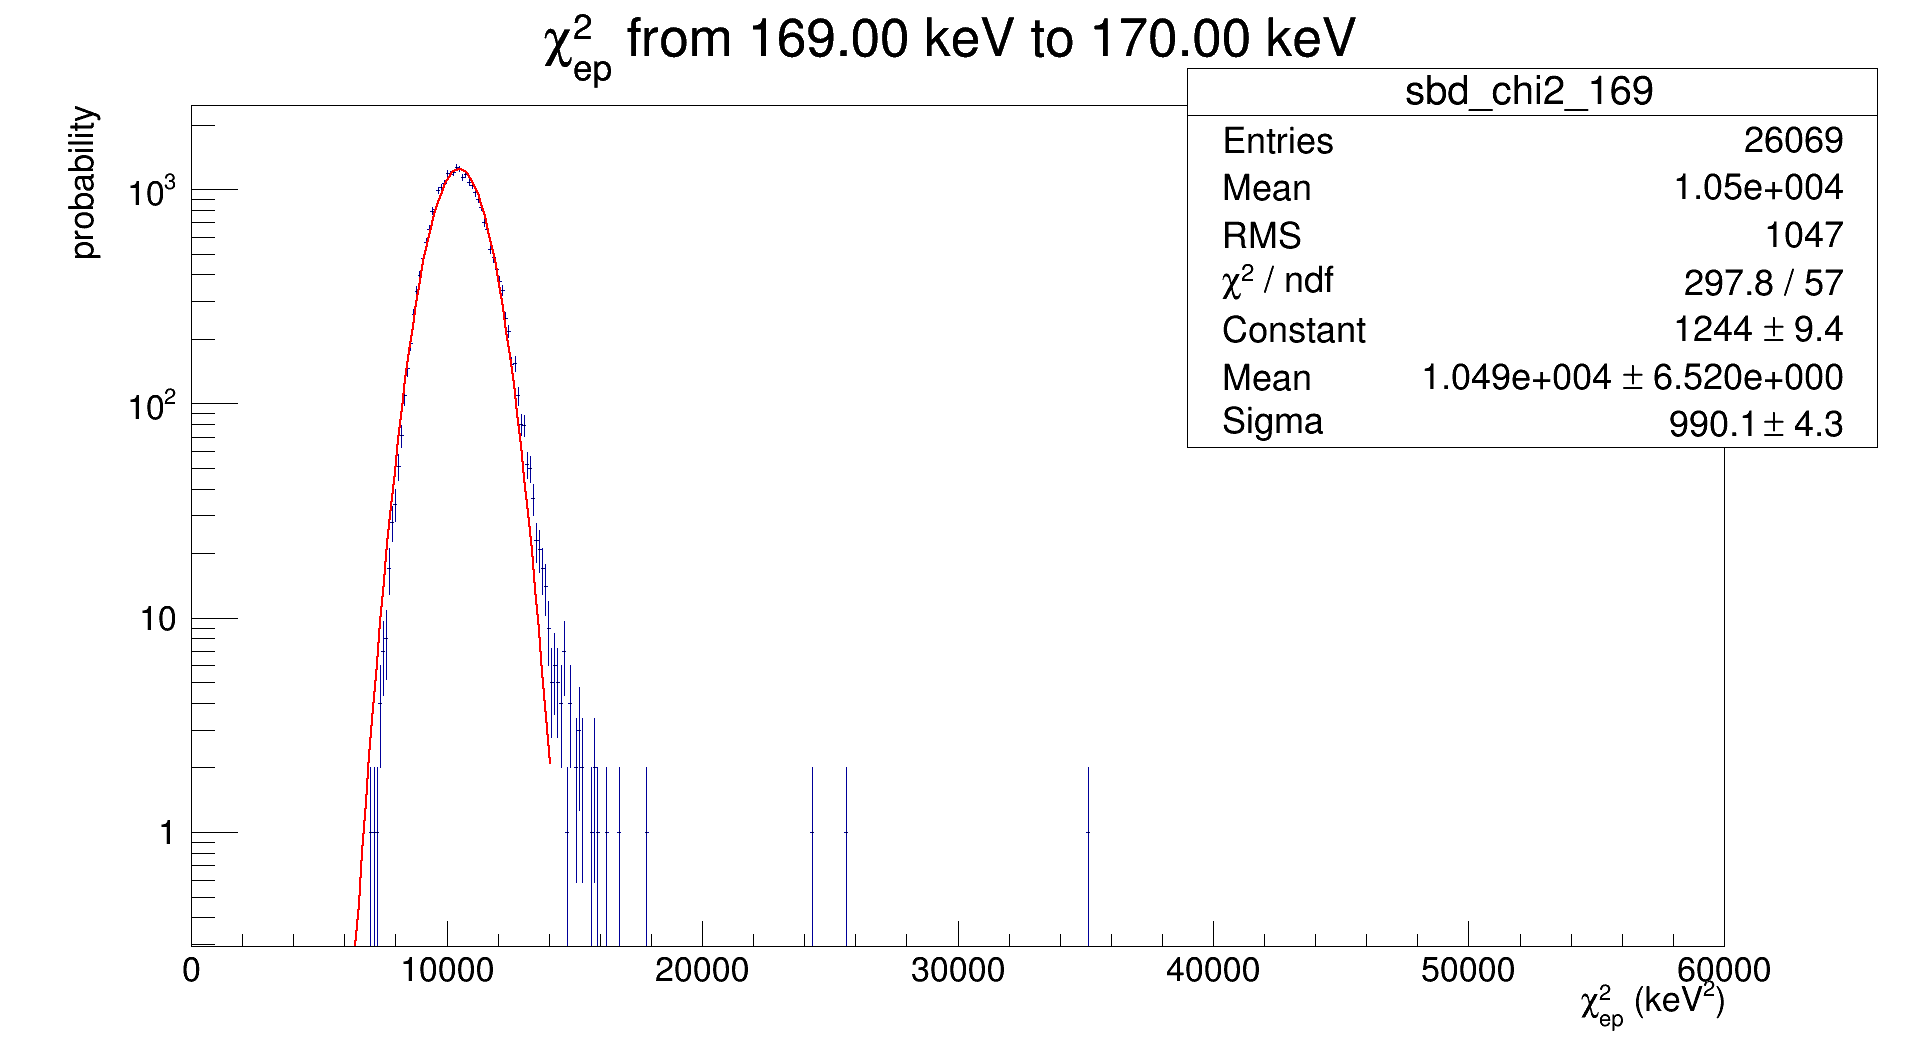 χ²ep from 169.00 keV to 170.00 keV
sbd_chi2_169
Entries 26069
Mean 1.05e+004
RMS 1047
χ² / ndf 297.8 / 57
Constant 1244 ± 9.4
Mean 1.049e+004 ± 6.520e+000
Sigma 990.1 ± 4.3
probability
10³
10²
10
1
0 10000 20000 30000 40000 50000 60000
χ²ep (keV²)